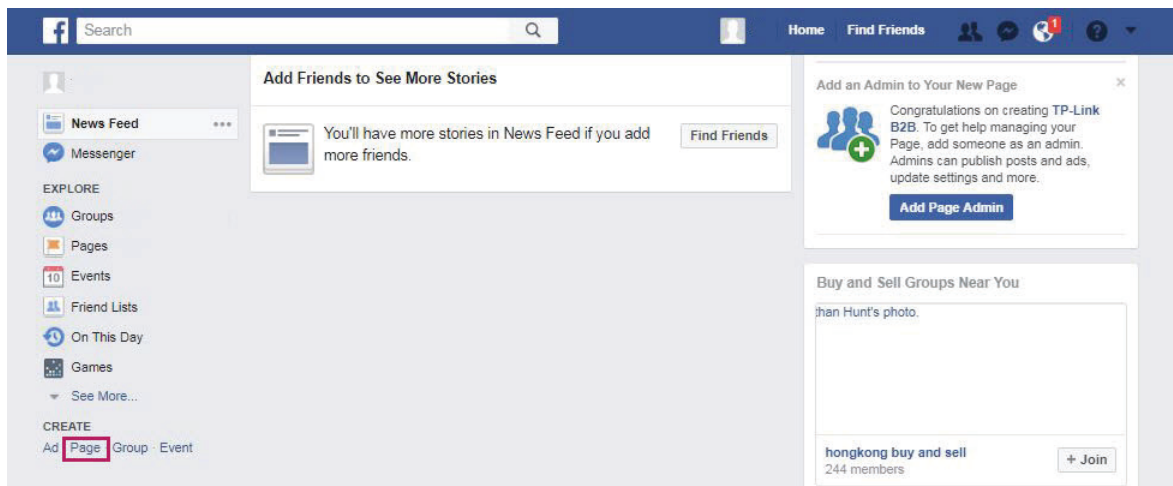 f
Search
Home Find Friends
1
?
News Feed
Messenger
EXPLORE
Groups
Pages
10 Events
Friend Lists
On This Day
Games
See More...
CREATE
Ad · Page · Group · Event
Add Friends to See More Stories
You'll have more stories in News Feed if you add
more friends.
Find Friends
Add an Admin to Your New Page
Congratulations on creating TP-Link
B2B. To get help managing your
Page, add someone as an admin.
Admins can publish posts and ads,
update settings and more.
Add Page Admin
Buy and Sell Groups Near You
than Hunt's photo.
hongkong buy and sell
244 members
+ Join